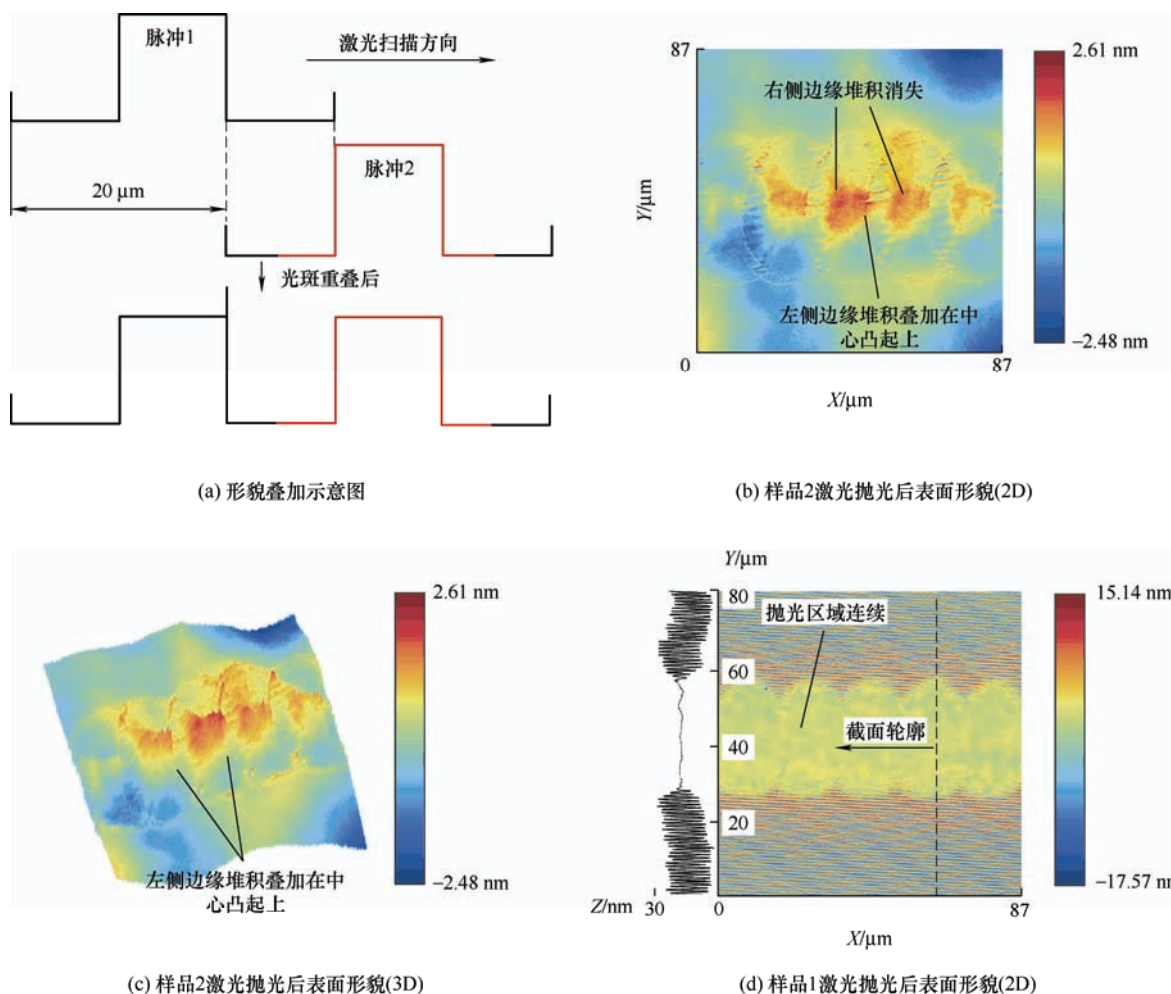 脉冲1
激光扫描方向
20 μm
脉冲2
光斑重叠后
(a) 形貌叠加示意图
87
2.61 nm
右侧边缘堆积消失
Y/μm
左侧边缘堆积叠加在中
心凸起上
−2.48 nm
0
87
X/μm
(b) 样品2激光抛光后表面形貌(2D)
2.61 nm
左侧边缘堆积叠加在中
心凸起上
−2.48 nm
(c) 样品2激光抛光后表面形貌(3D)
Y/μm
80
15.14 nm
抛光区域连续
60
截面轮廓
40
20
−17.57 nm
Z/nm
30
0
87
X/μm
(d) 样品1激光抛光后表面形貌(2D)